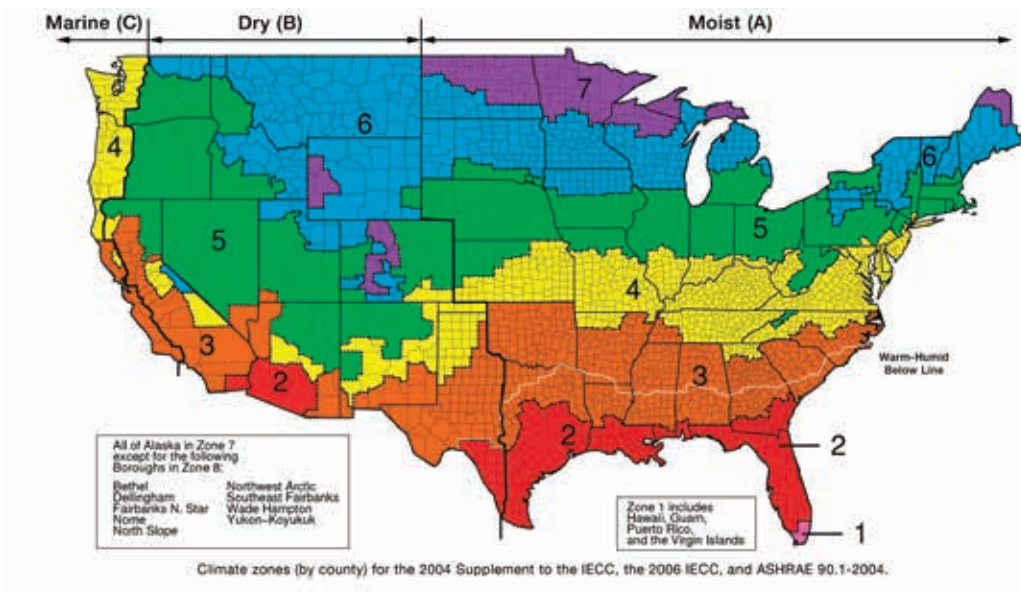 Marine (C)
Dry (B)
Moist (A)
7
6
4
6
5
5
4
3
Warm-Humid
Below Line
2
3
2
2
All of Alaska in Zone 7
except for the following
Boroughs in Zone 8:
Bethel
Dellingham
Fairbanks N. Star
Nome
North Slope
Northwest Arctic
Southeast Fairbanks
Wade Hampton
Yukon-Koyukuk
Zone 1 includes
Hawaii, Guam,
Puerto Rico,
and the Virgin Islands
1
Climate zones (by county) for the 2004 Supplement to the IECC, the 2006 IECC, and ASHRAE 90.1-2004.